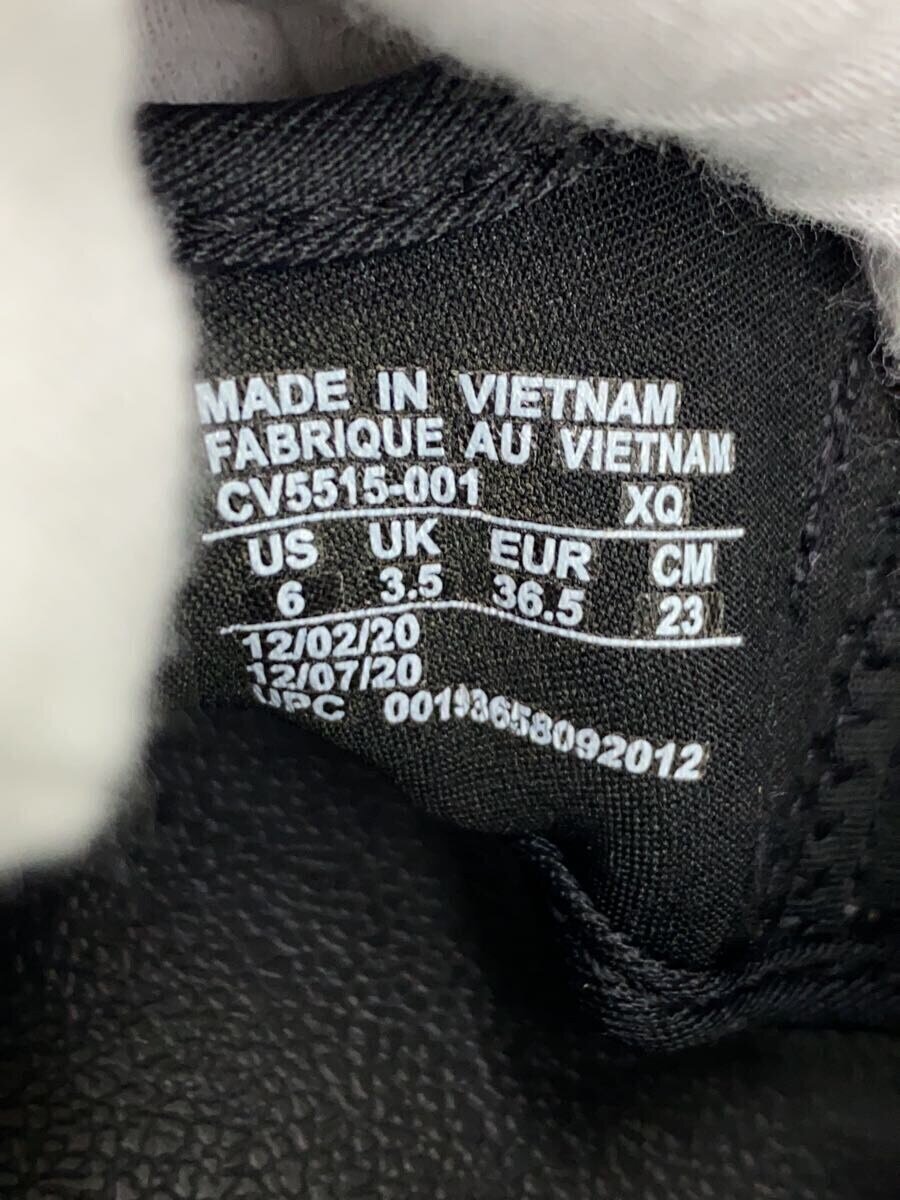 MADE IN VIETNAM
FABRIQUE AU VIETNAM
CV5515-001 XQ
US UK EUR CM
6 3.5 36.5 23
12/02/20
12/07/20
UPC 00193658092012